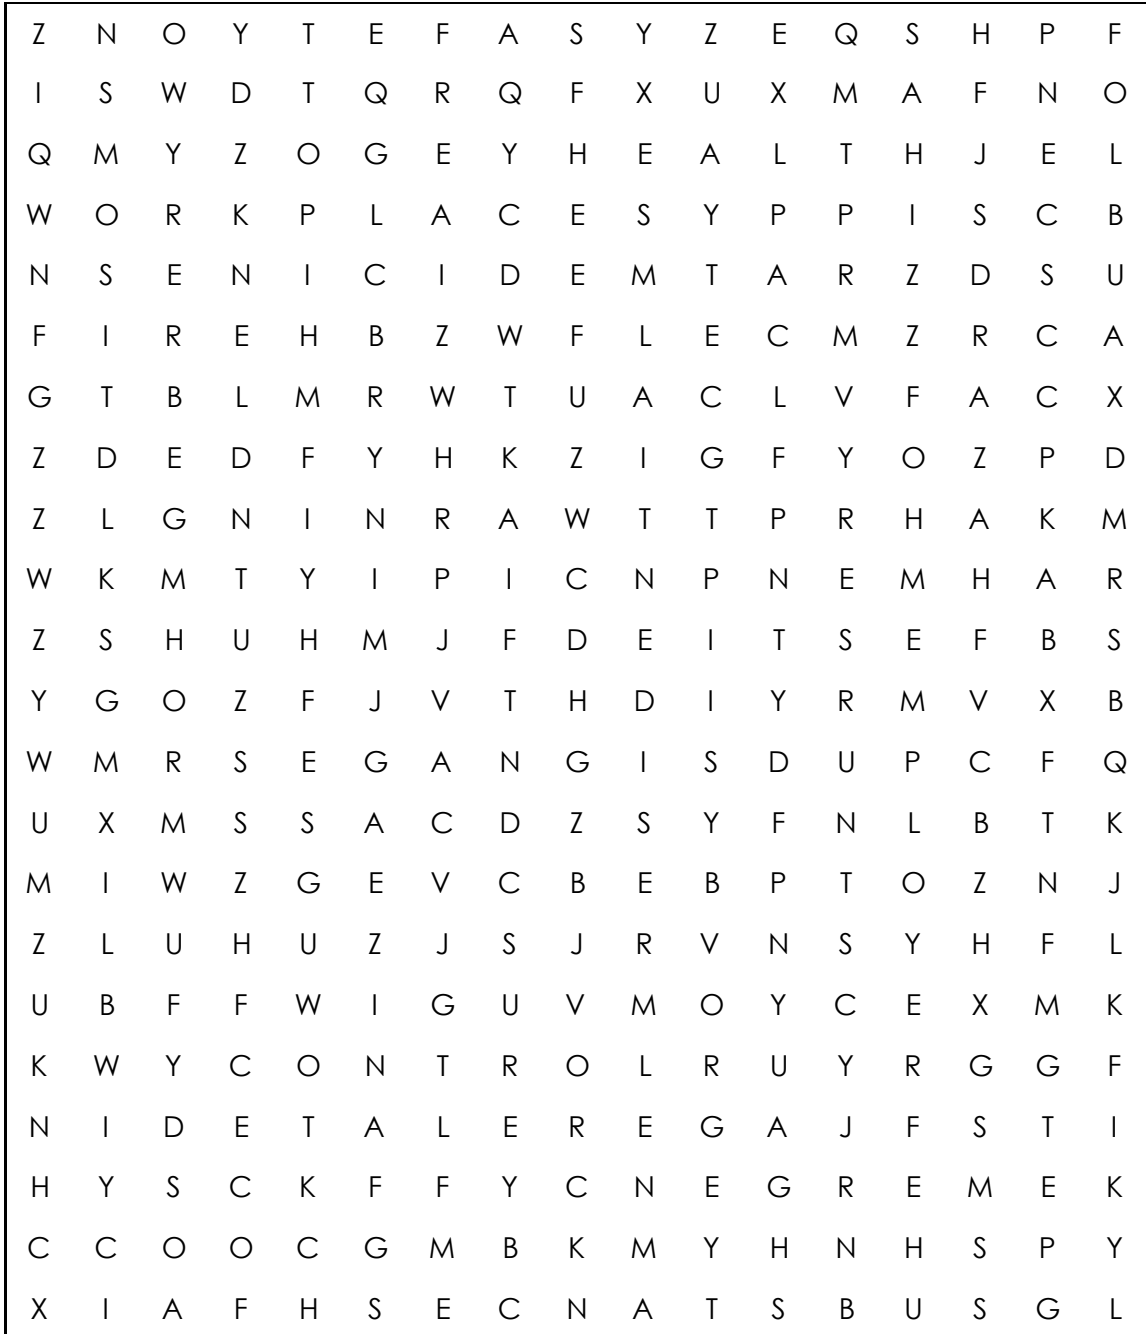 Z N O Y T E F A S Y Z E Q S H P F
I S W D T Q R Q F X U X M A F N O
Q M Y Z O G E Y H E A L T H J E L
W O R K P L A C E S Y P P I S C B
N S E N I C I D E M T A R Z D S U
F I R E H B Z W F L E C M Z R C A
G T B L M R W T U A C L V F A C X
Z D E D F Y H K Z I G F Y O Z P D
Z L G N I N R A W T T P R H A K M
W K M T Y I P I C N P N E M H A R
Z S H U H M J F D E I T S E F B S
Y G O Z F J V T H D I Y R M V X B
W M R S E G A N G I S D U P C F Q
U X M S S A C D Z S Y F N L B T K
M I W Z G E V C B E B P T O Z N J
Z L U H U Z J S J R V N S Y H F L
U B F F W I G U V M O Y C E X M K
K W Y C O N T R O L R U Y R G G F
N I D E T A L E R E G A J F S T I
H Y S C K F F Y C N E G R E M E K
C C O O C G M B K M Y H N H S P Y
X I A F H S E C N A T S B U S G L